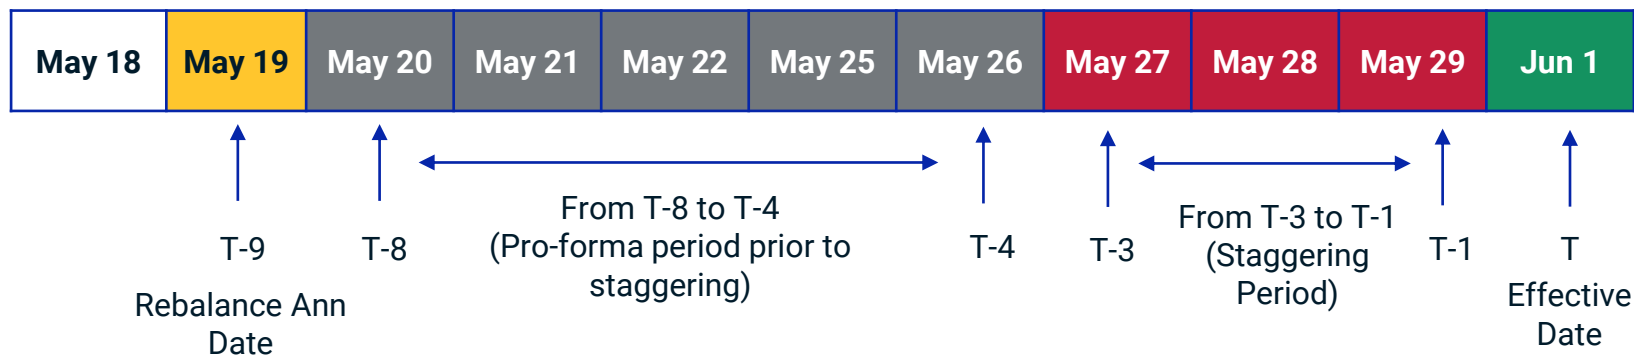 May 18 May 19 May 20 May 21 May 22 May 25 May 26 May 27 May 28 May 29 Jun 1
T-9
Rebalance Ann
Date
T-8
From T-8 to T-4
(Pro-forma period prior to
staggering)
T-4
T-3
From T-3 to T-1
(Staggering
Period)
T-1
T
Effective
Date